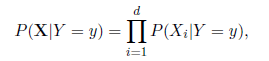 P(X|Y = y) = ∏_{i=1}^{d} P(X_i|Y = y),